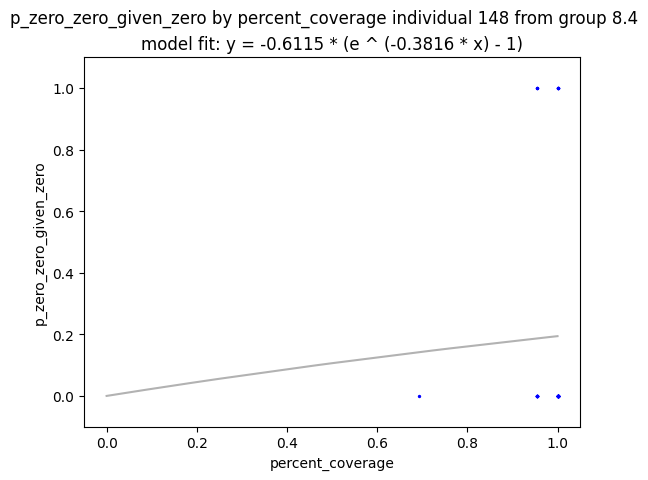 p_zero_zero_given_zero by percent_coverage individual 148 from group 8.4
model fit: y = -0.6115 * (e ^ (-0.3816 * x) - 1)
1.0
0.8
0.6
0.4
0.2
0.0
p_zero_zero_given_zero
0.0 0.2 0.4 0.6 0.8 1.0
percent_coverage